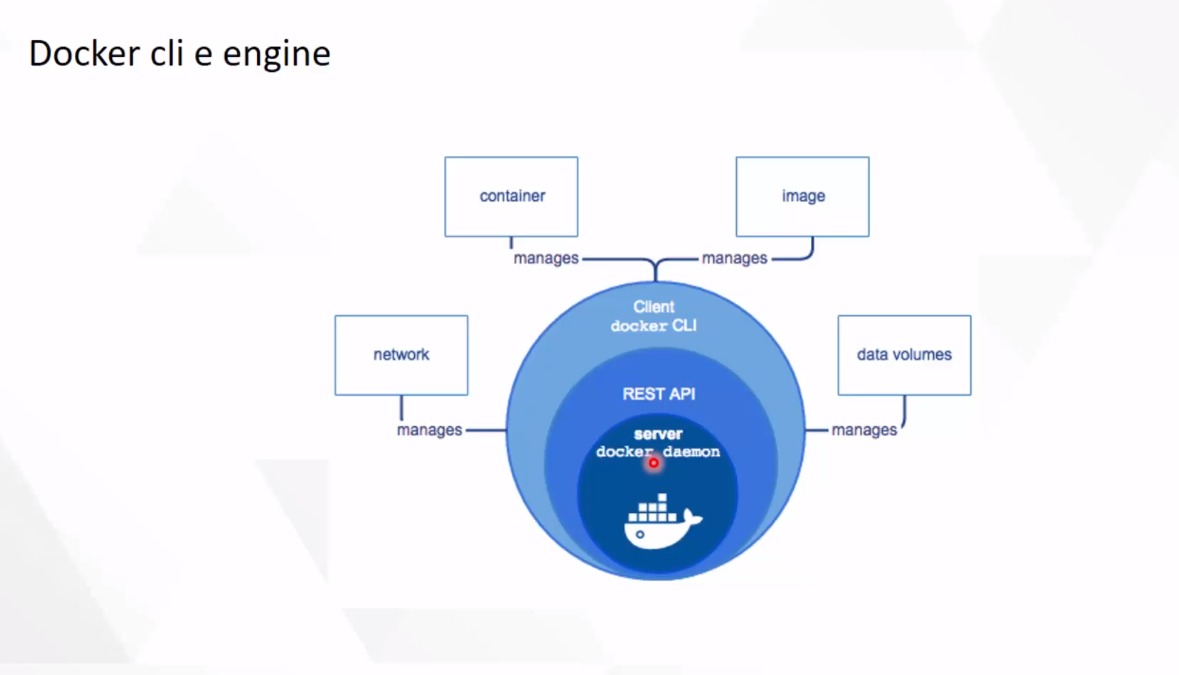 Docker cli e engine
container
image
manages
manages
Client
docker CLI
network
data volumes
REST API
manages
server
docker daemon
manages